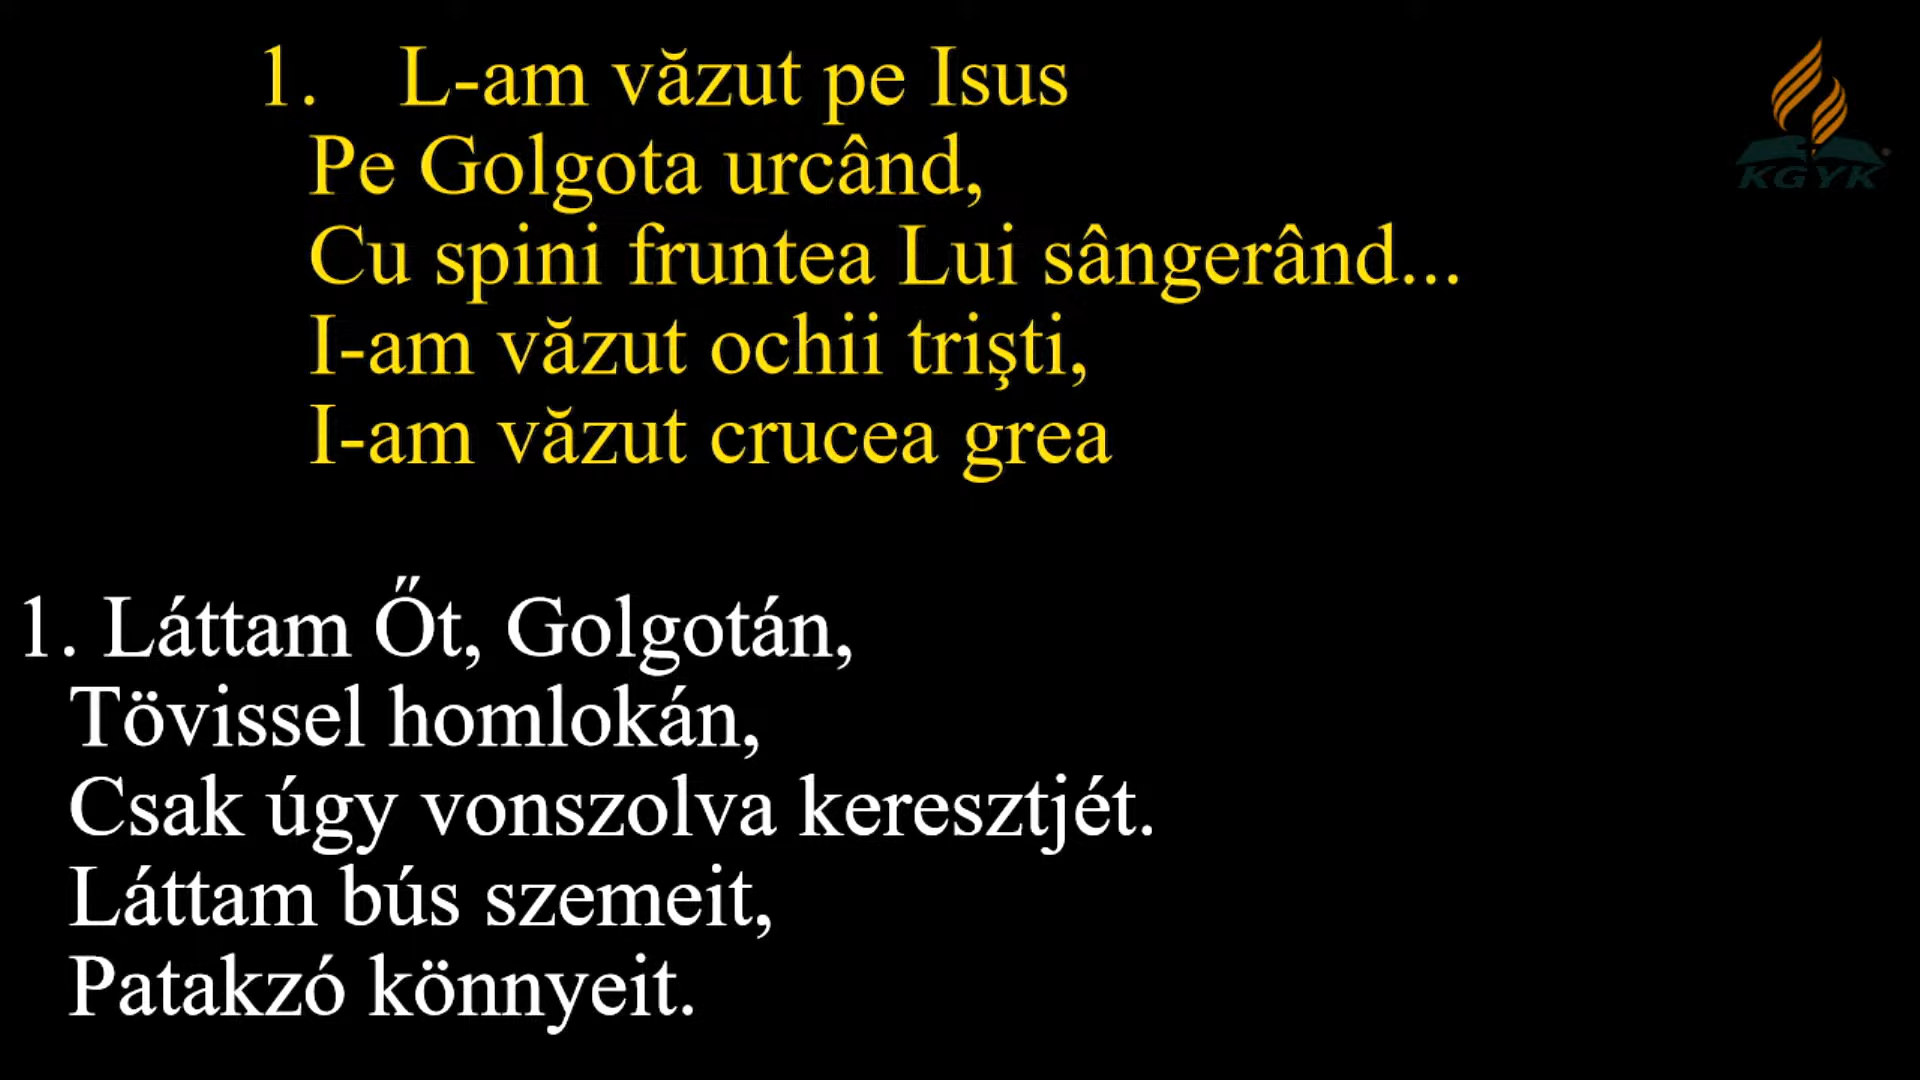 1. L-am văzut pe Isus
Pe Golgota urcând,
Cu spini fruntea Lui sângerând...
I-am văzut ochii trişti,
I-am văzut crucea grea
KGYK
1. Láttam Őt, Golgotán,
Tövissel homlokán,
Csak úgy vonszolva keresztjét.
Láttam bús szemeit,
Patakzó könnyeit.